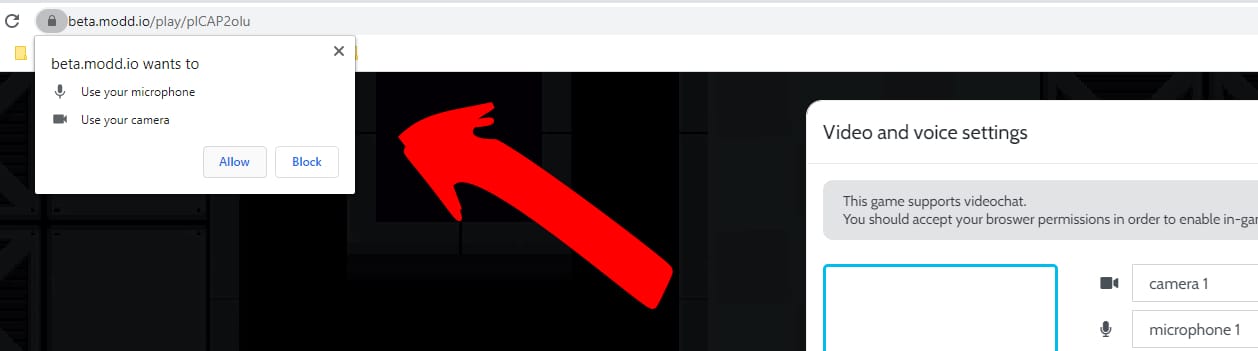 beta.modd.io/play/pICAP2olu
beta.modd.io wants to
Use your microphone
Use your camera
Allow
Block
Video and voice settings
This game supports videochat.
You should accept your broswer permissions in order to enable in-gar
camera 1
microphone 1